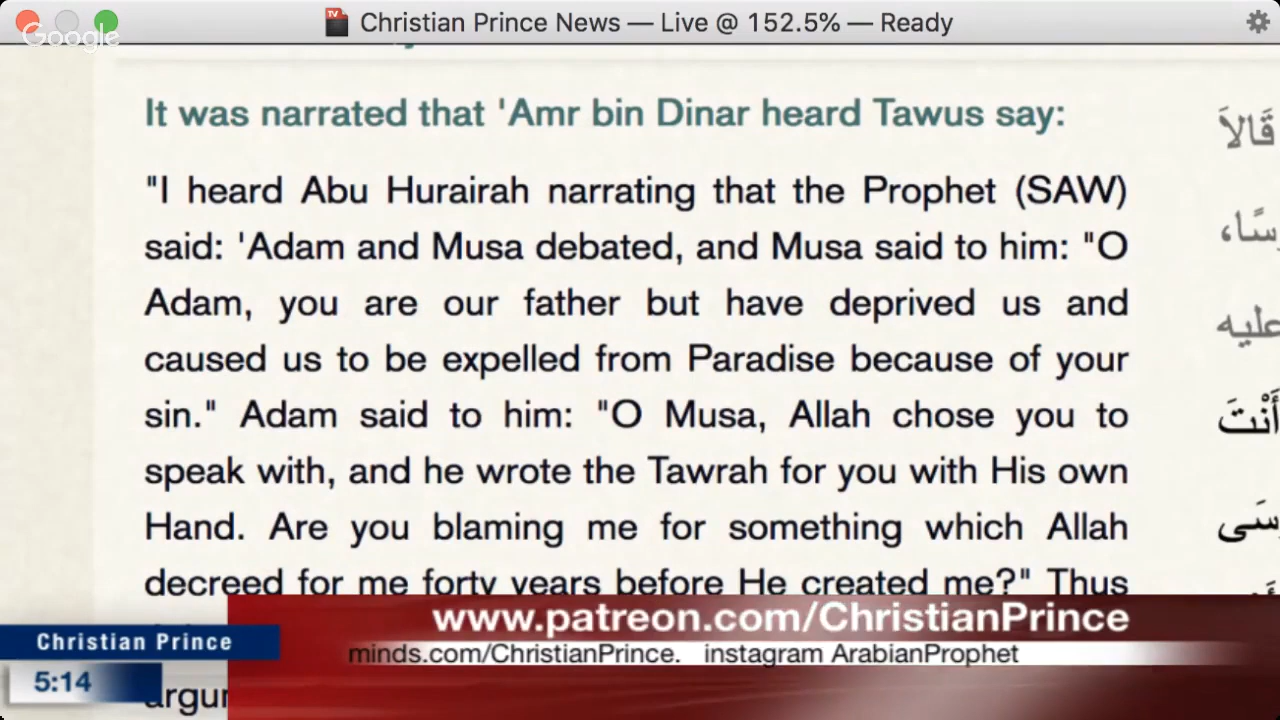 Christian Prince News — Live @ 152.5% — Ready
Google
It was narrated that 'Amr bin Dinar heard Tawus say:
"I heard Abu Hurairah narrating that the Prophet (SAW)
said: 'Adam and Musa debated, and Musa said to him: "O
Adam, you are our father but have deprived us and
caused us to be expelled from Paradise because of your
sin." Adam said to him: "O Musa, Allah chose you to
speak with, and he wrote the Tawrah for you with His own
Hand. Are you blaming me for something which Allah
decreed for me forty years before He created me?" Thus
قَالاَ
عليه
أَنْتَ
www.patreon.com/ChristianPrince
Christian Prince
minds.com/ChristianPrince. instagram ArabianProphet
5:14